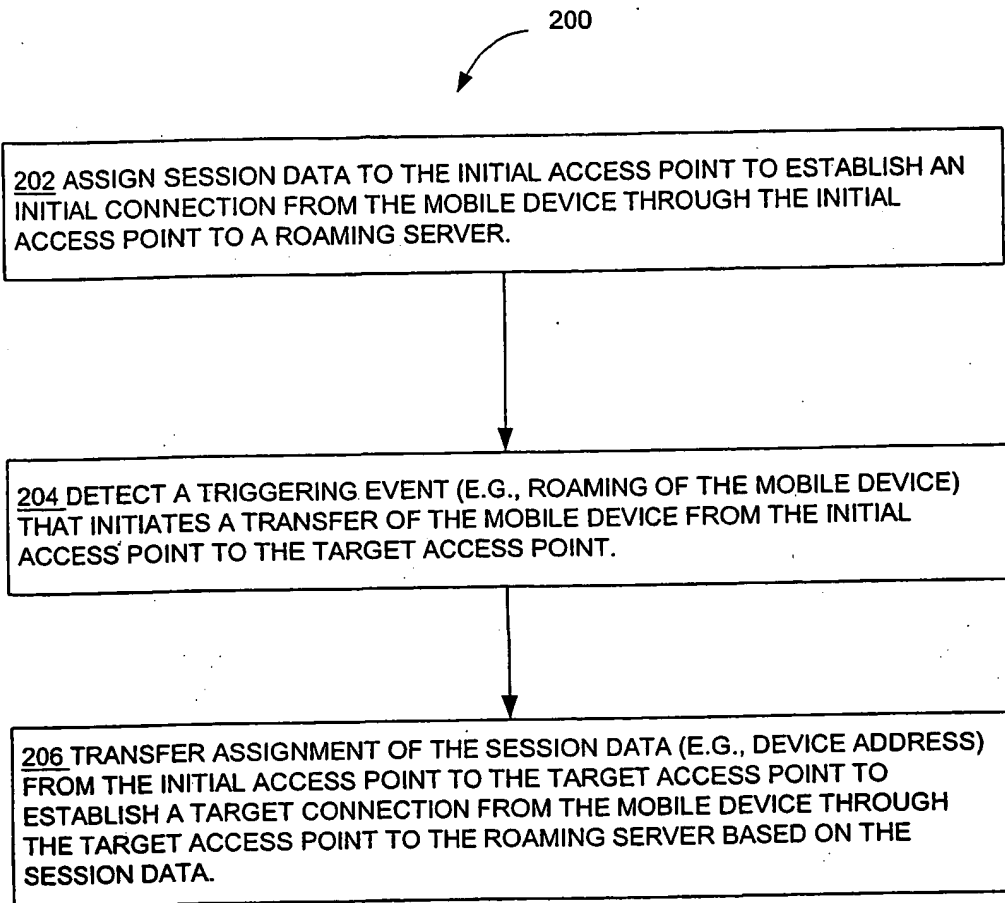 200
202 ASSIGN SESSION DATA TO THE INITIAL ACCESS POINT TO ESTABLISH AN
INITIAL CONNECTION FROM THE MOBILE DEVICE THROUGH THE INITIAL
ACCESS POINT TO A ROAMING SERVER.
204 DETECT A TRIGGERING EVENT (E.G., ROAMING OF THE MOBILE DEVICE)
THAT INITIATES A TRANSFER OF THE MOBILE DEVICE FROM THE INITIAL
ACCESS POINT TO THE TARGET ACCESS POINT.
206 TRANSFER ASSIGNMENT OF THE SESSION DATA (E.G., DEVICE ADDRESS)
FROM THE INITIAL ACCESS POINT TO THE TARGET ACCESS POINT TO
ESTABLISH A TARGET CONNECTION FROM THE MOBILE DEVICE THROUGH
THE TARGET ACCESS POINT TO THE ROAMING SERVER BASED ON THE
SESSION DATA.